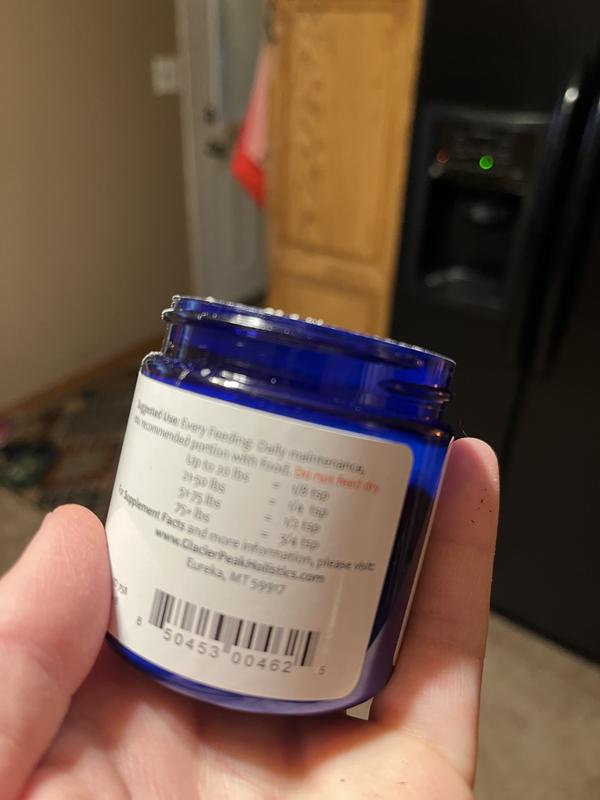 Suggested Use: Every Feeding: Daily maintenance,
recommended portion with food. Do not feed dry.
Up to 20 lbs = 1/8 tsp
21-50 lbs = 1/4 tsp
51-75 lbs = 1/2 tsp
75+ lbs = 3/4 tsp
For Supplement Facts and more information, please visit:
www.GlacierPeakHolistics.com
Eureka, MT 59917
8 50453 00462 5